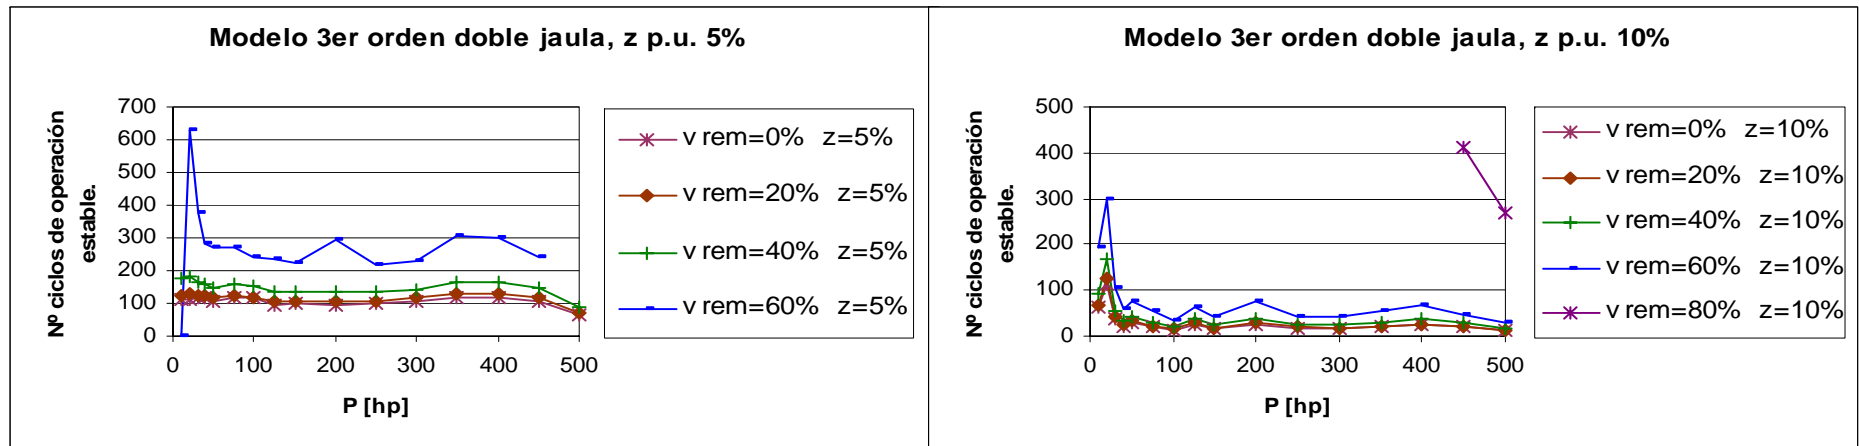 Modelo 3er orden doble jaula, z p.u. 5%
Nº ciclos de operación
estable.
700
600
500
400
300
200
100
0
0 100 200 300 400 500
P [hp]
v rem=0% z=5%
v rem=20% z=5%
v rem=40% z=5%
v rem=60% z=5%
Modelo 3er orden doble jaula, z p.u. 10%
Nº ciclos de operación
estable.
500
400
300
200
100
0
0 100 200 300 400 500
P [hp]
v rem=0% z=10%
v rem=20% z=10%
v rem=40% z=10%
v rem=60% z=10%
v rem=80% z=10%